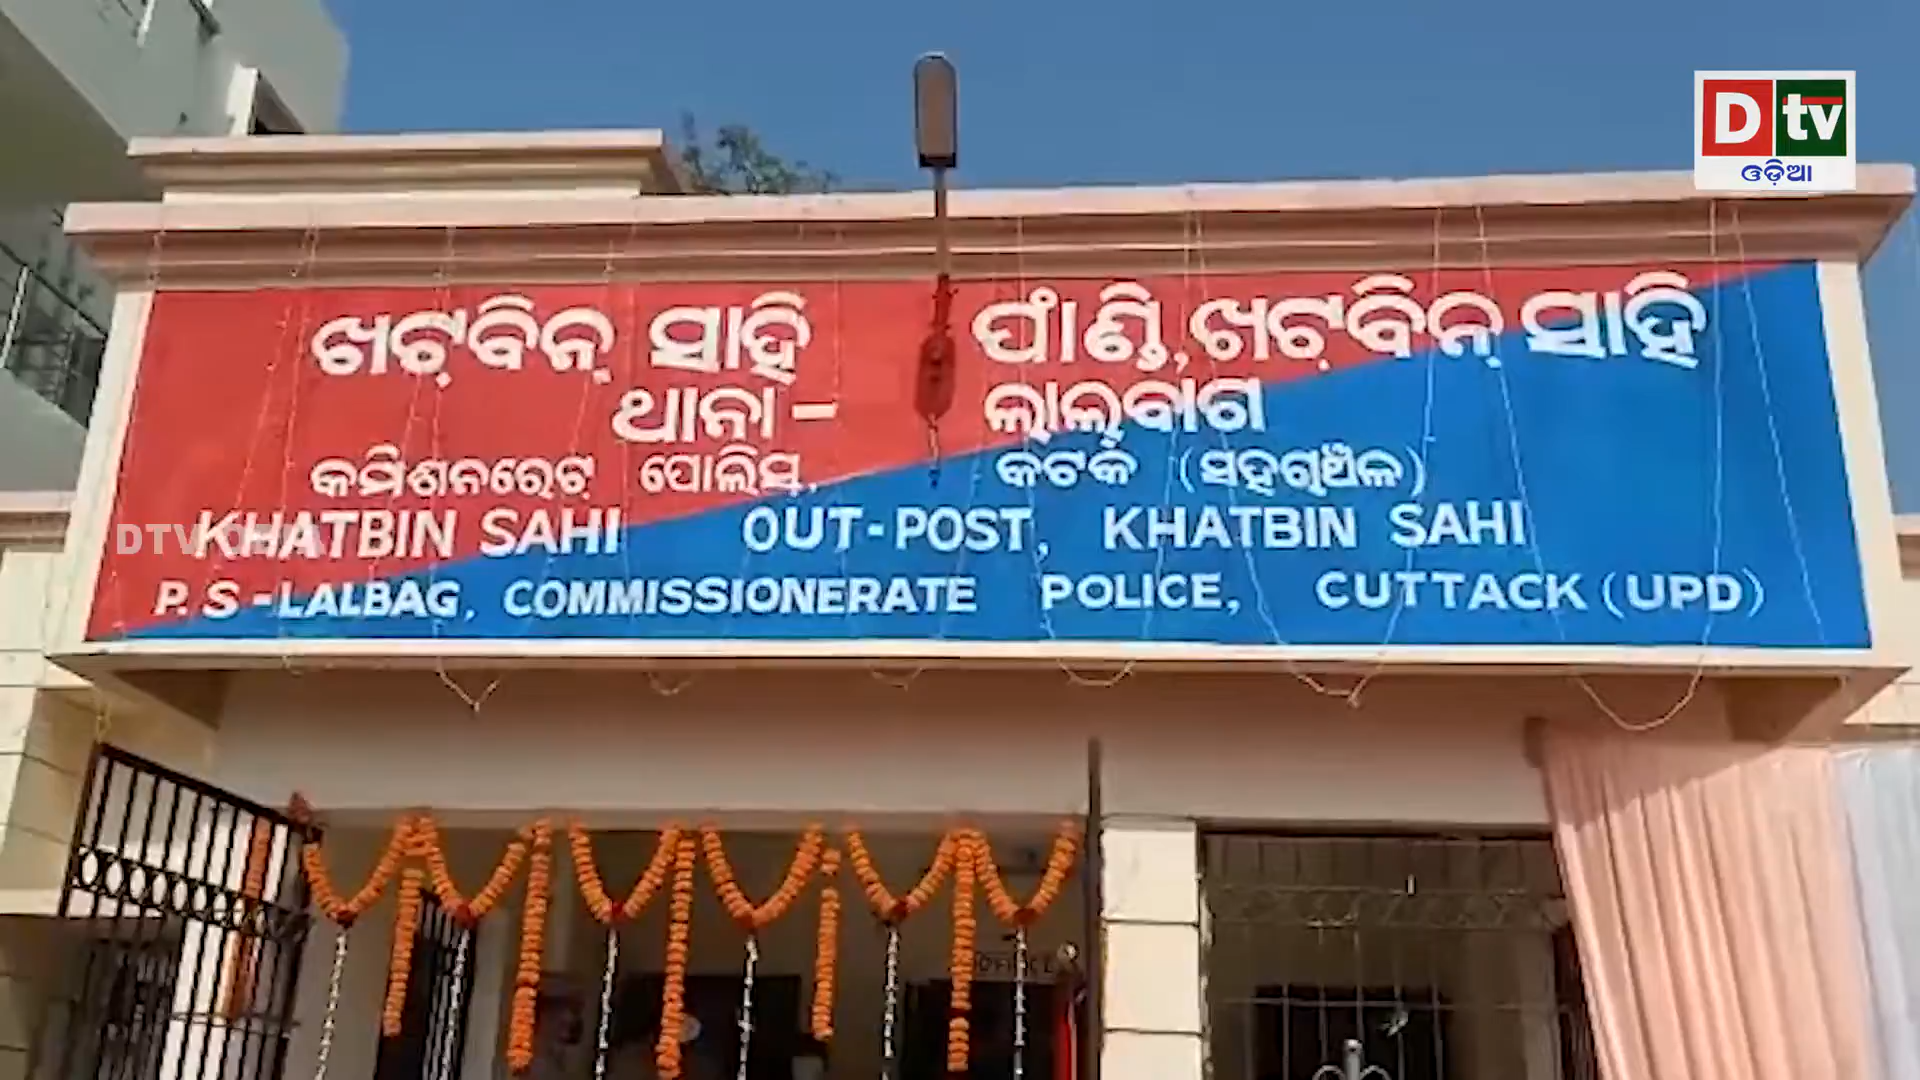 D tv
ଓଡ଼ିଆ
ଖଟ୍‌ବିନ୍ ସାହି ଫାଣ୍ଡି, ଖଟ୍‌ବିନ୍ ସାହି
ଥାନା - ଲାଲ୍‌ବାଗ
କମିଶନରେଟ୍ ପୋଲିସ୍, କଟକ (ସହରାଞ୍ଚଳ)
KHATBIN SAHI OUT-POST, KHATBIN SAHI
P.S-LALBAG, COMMISSIONERATE POLICE, CUTTACK (UPD)